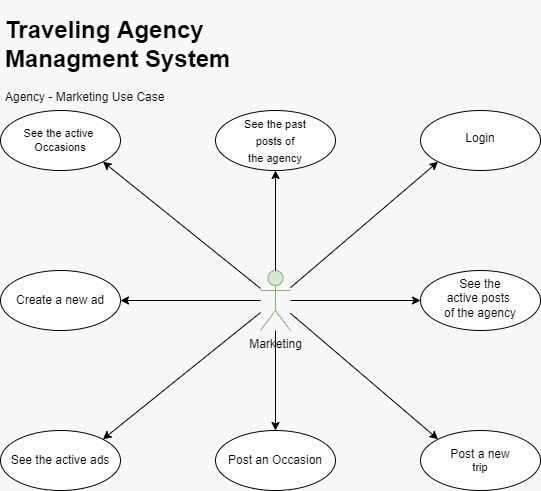 Traveling Agency
Managment System
Agency - Marketing Use Case
See the active
Occasions
See the past
posts of
the agency
Login
Create a new ad
See the
active posts
of the agency
Marketing
See the active ads
Post an Occasion
Post a new
trip